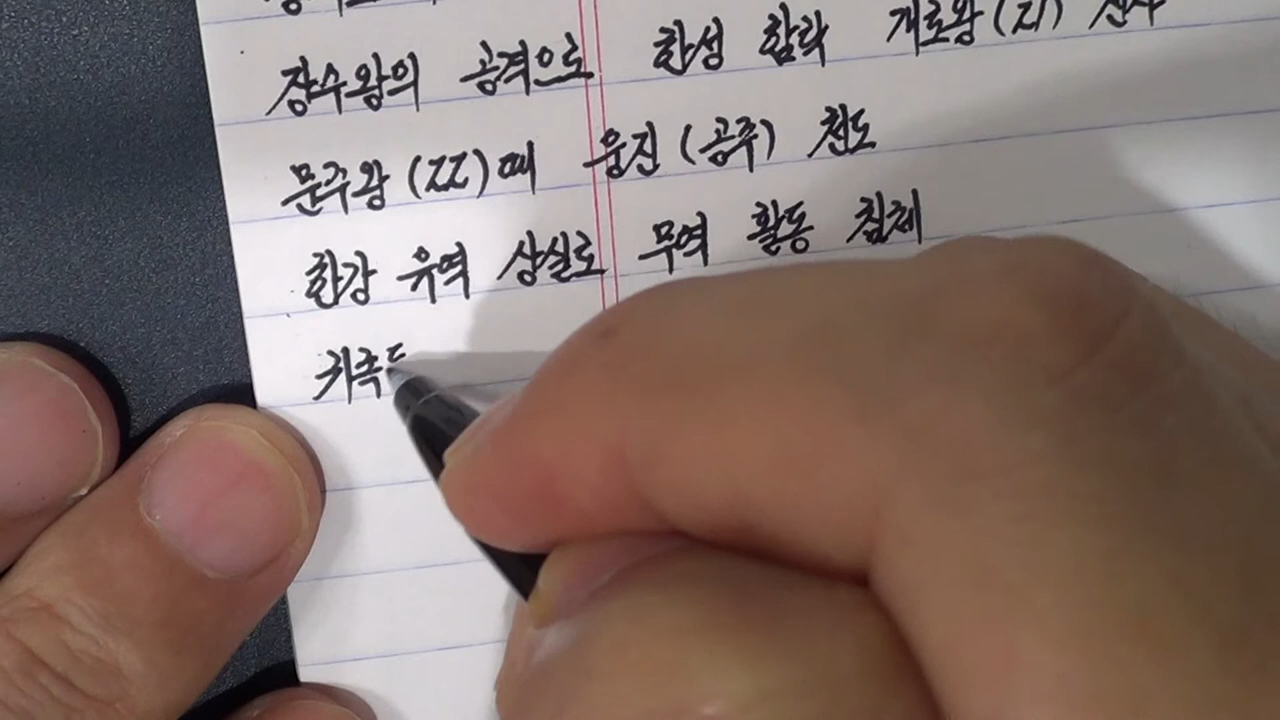 장수왕의 공격으로 한성 함락 개로왕(21) 전사
문주왕(22)때 웅진(공주) 천도
한강 유역 상실로 무역 활동 침체
귀족